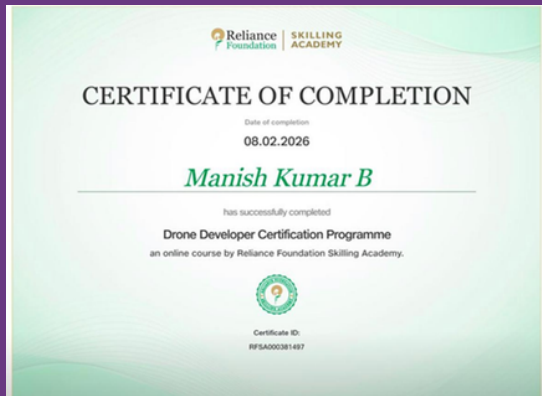 Reliance Foundation | SKILLING ACADEMY
CERTIFICATE OF COMPLETION
Date of completion
08.02.2026
Manish Kumar B
has successfully completed
Drone Developer Certification Programme
an online course by Reliance Foundation Skilling Academy.
Certificate ID:
RFSA000381497